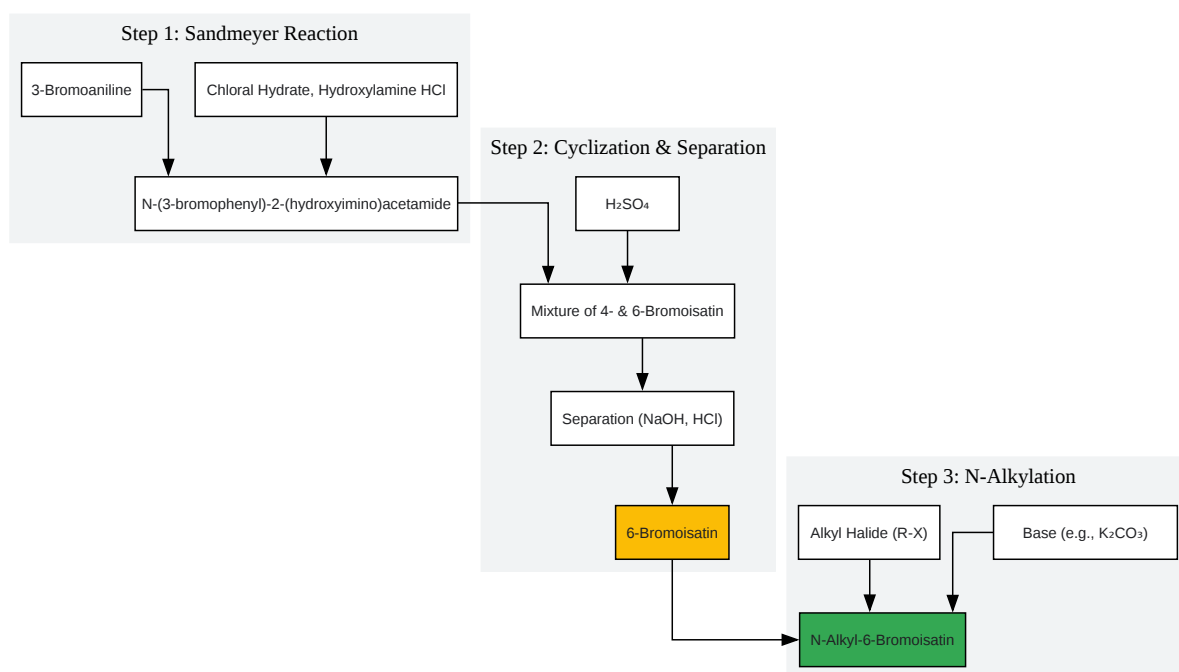 Step 1: Sandmeyer Reaction
3-Bromoaniline
Chloral Hydrate, Hydroxylamine HCl
N-(3-bromophenyl)-2-(hydroxyimino)acetamide
Step 2: Cyclization & Separation
H₂SO₄
Mixture of 4- & 6-Bromoisatin
Separation (NaOH, HCl)
6-Bromoisatin
Step 3: N-Alkylation
Alkyl Halide (R-X)
Base (e.g., K₂CO₃)
N-Alkyl-6-Bromoisatin